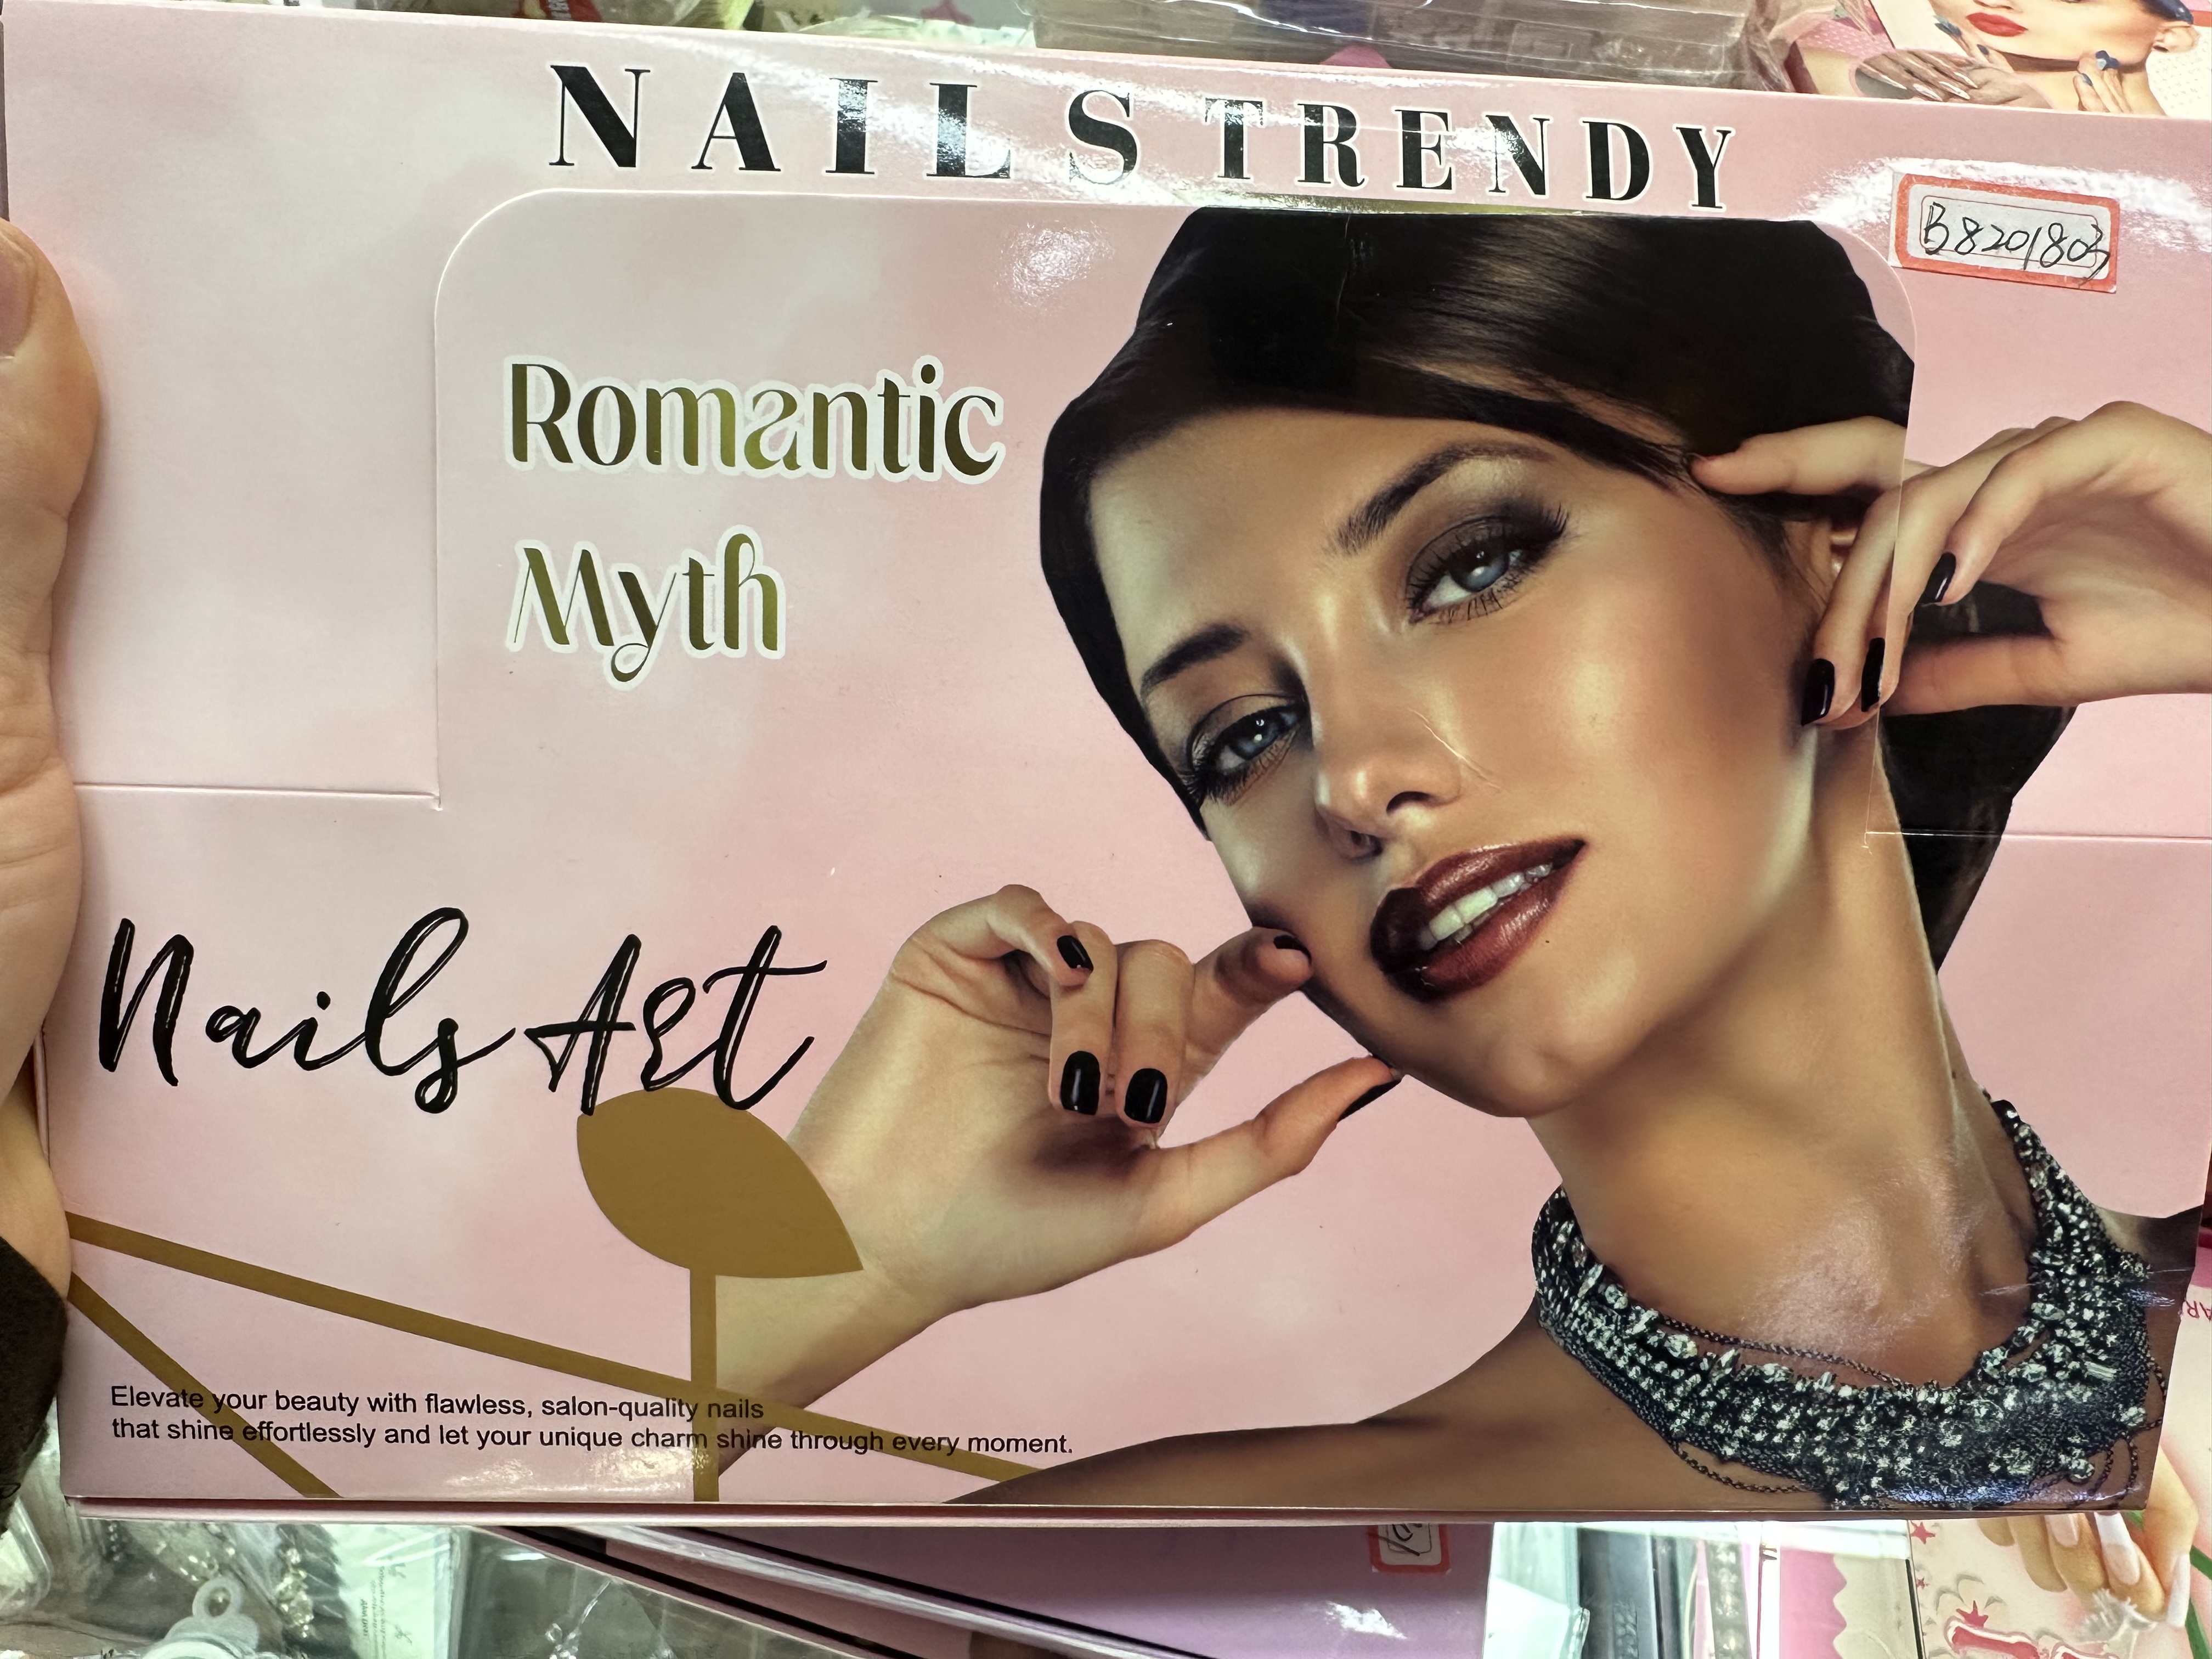 NAILS TRENDY
B8201803
Romantic
Myth
Nails Art
Elevate your beauty with flawless, salon-quality nails
that shine effortlessly and let your unique charm shine through every moment.